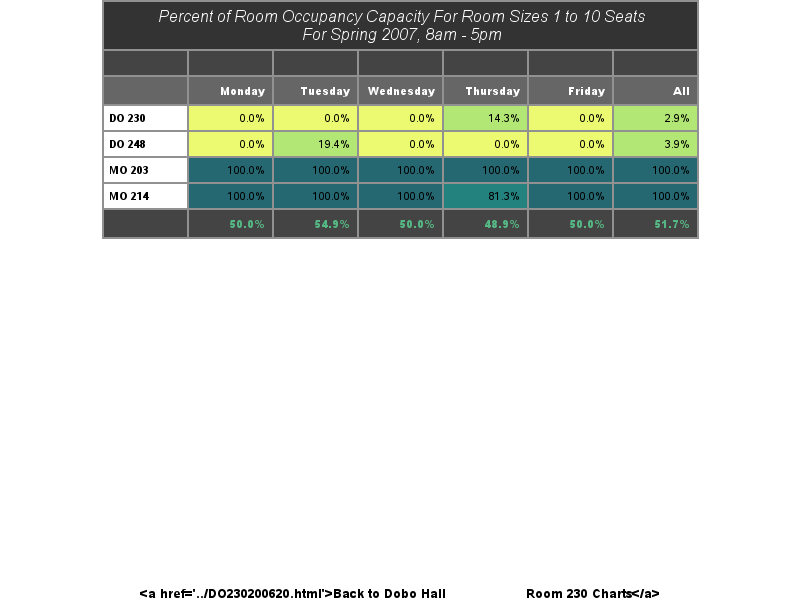 Percent of Room Occupancy Capacity For Room Sizes 1 to 10 Seats
For Spring 2007, 8am - 5pm
Monday Tuesday Wednesday Thursday Friday All
DO 230 0.0% 0.0% 0.0% 14.3% 0.0% 2.9%
DO 248 0.0% 19.4% 0.0% 0.0% 0.0% 3.9%
MO 203 100.0% 100.0% 100.0% 100.0% 100.0% 100.0%
MO 214 100.0% 100.0% 100.0% 81.3% 100.0% 100.0%
50.0% 54.9% 50.0% 48.9% 50.0% 51.7%
<a href='../DO230200620.html'>Back to Dobo Hall Room 230 Charts</a>